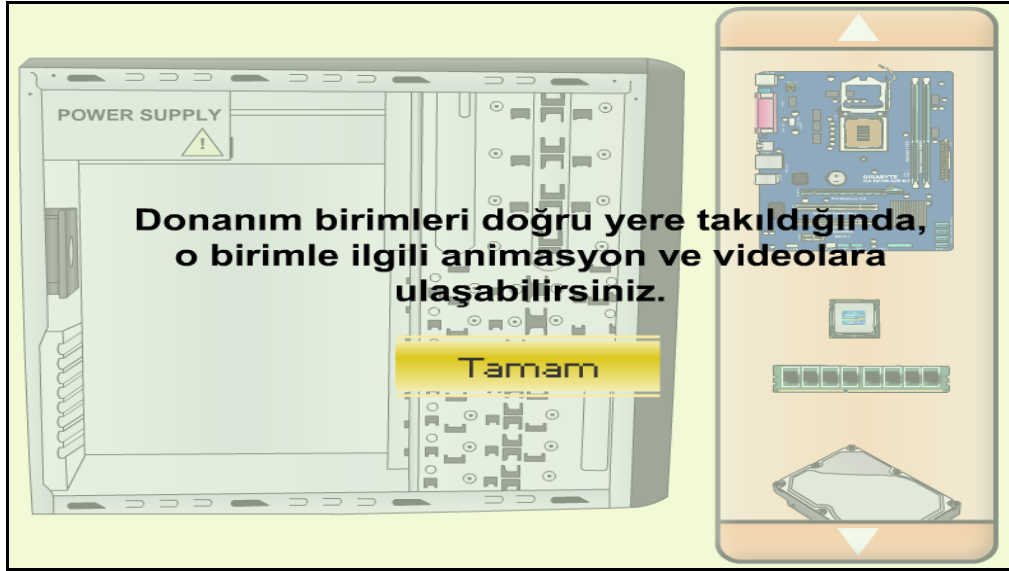 POWER SUPPLY
!
GIGABYTE
Donanım birimleri doğru yere takıldığında,
o birimle ilgili animasyon ve videolara
ulaşabilirsiniz.
Tamam